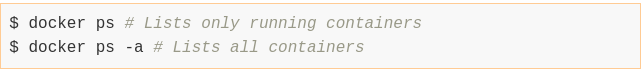 $ docker ps # Lists only running containers
$ docker ps -a # Lists all containers